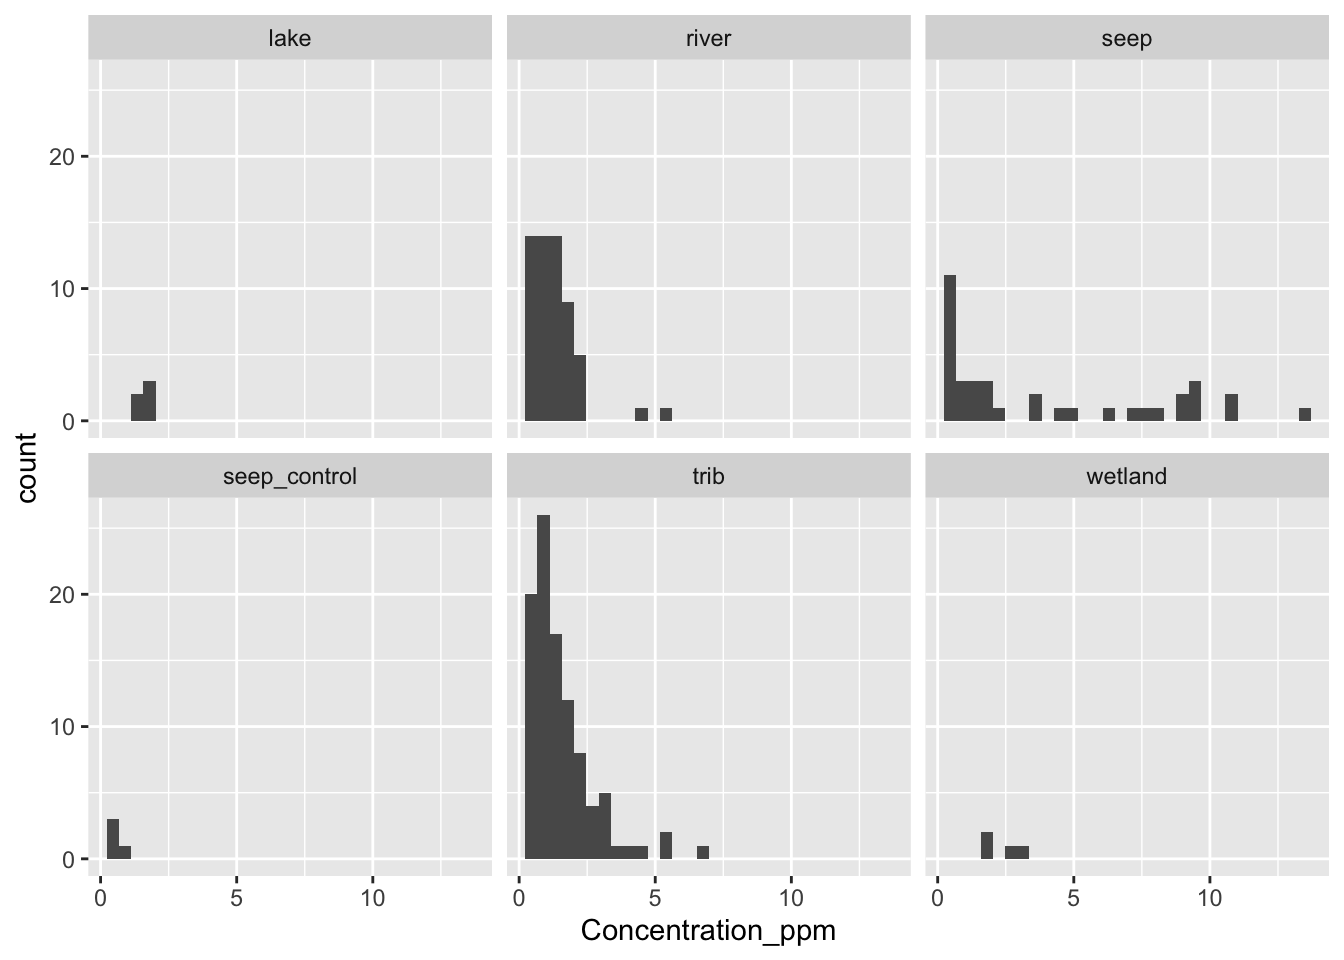 lake
river
seep
20
10
0
count
seep_control
trib
wetland
20
10
0
0 5 10
0 5 10
0 5 10
Concentration_ppm